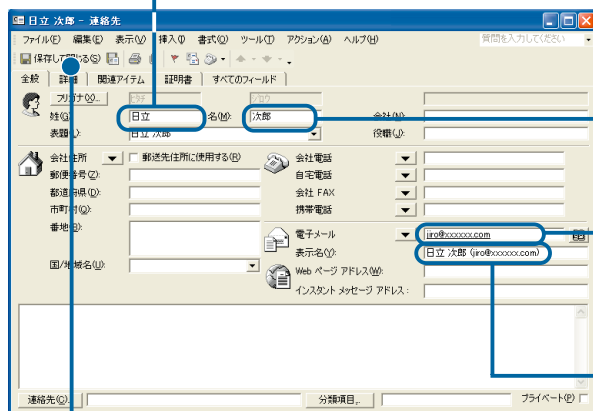 日立 次郎 - 連絡先
ファイル(F) 編集(E) 表示(V) 挿入(I) 書式(O) ツール(T) アクション(A) ヘルプ(H) 質問を入力してください
保存して閉じる(S)
全般 詳細 関連アイテム 証明書 すべてのフィールド
フリガナ(X)... ヒタチ ジロウ
姓(G) 日立 名(M): 次郎 会社(N):
表題(L): 日立 次郎 役職(J):
会社住所 郵送先住所に使用する(R) 会社電話
郵便番号(Z): 自宅電話
都道府県(D): 会社 FAX
市町村(Q): 携帯電話
番地(B):
電子メール jiro@xxxxxx.com
表示名(Y): 日立 次郎 (jiro@xxxxxx.com)
国/地域名(U): Web ページ アドレス(W):
インスタント メッセージ アドレス:
連絡先(C)... 分類項目... プライベート(P)